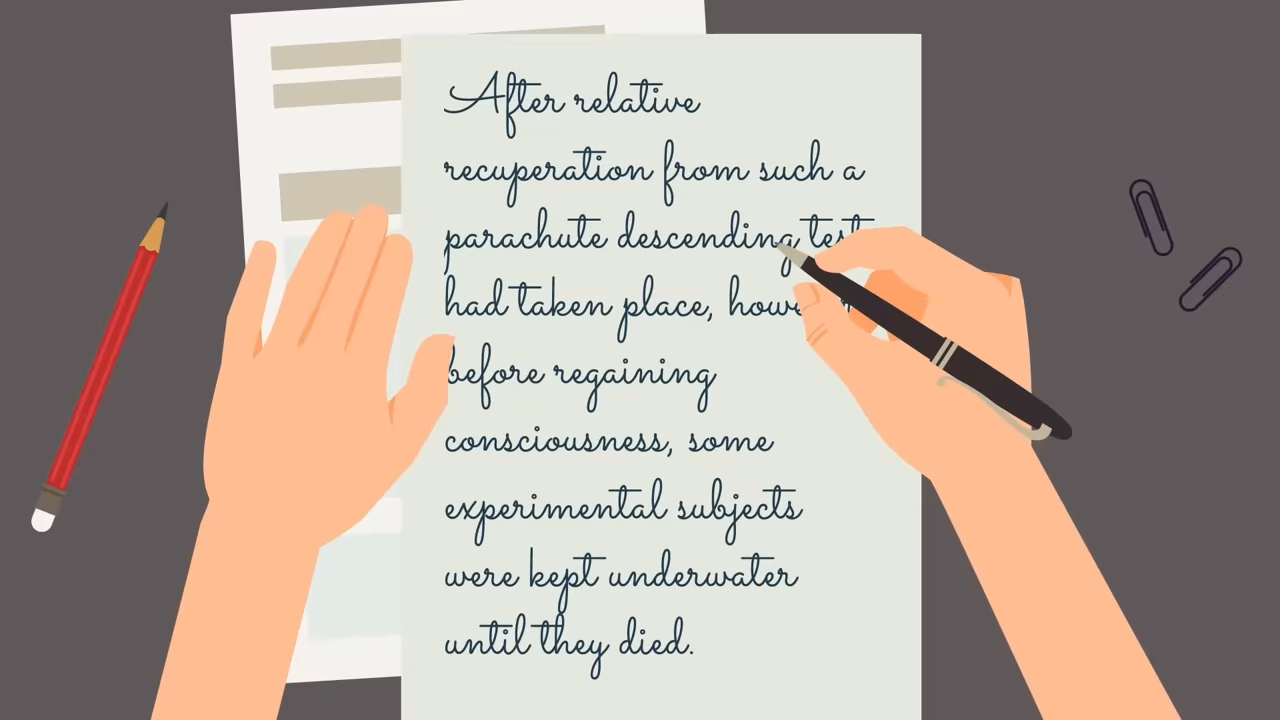 After relative
recuperation from such a
parachute descending test
had taken place,
before regaining
consciousness, some
experimental subjects
were kept underwater
until they died.